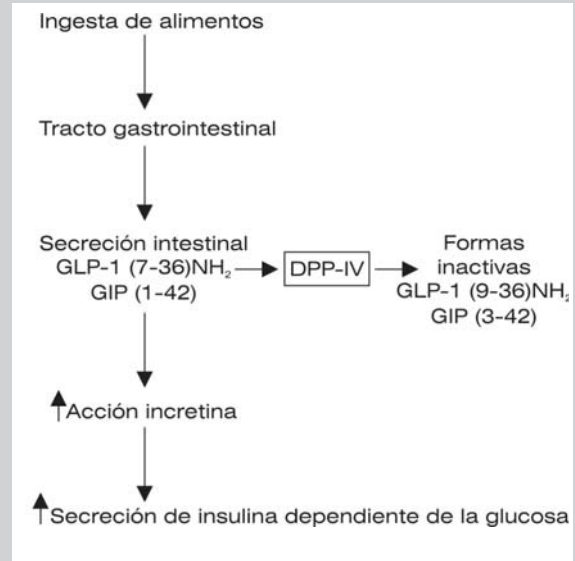 Ingesta de alimentos
Tracto gastrointestinal
Secreción intestinal
GLP-1 (7-36)NH₂
GIP (1-42)
DPP-IV
Formas
inactivas
GLP-1 (9-36)NH₂
GIP (3-42)
Acción incretina
Secreción de insulina dependiente de la glucosa